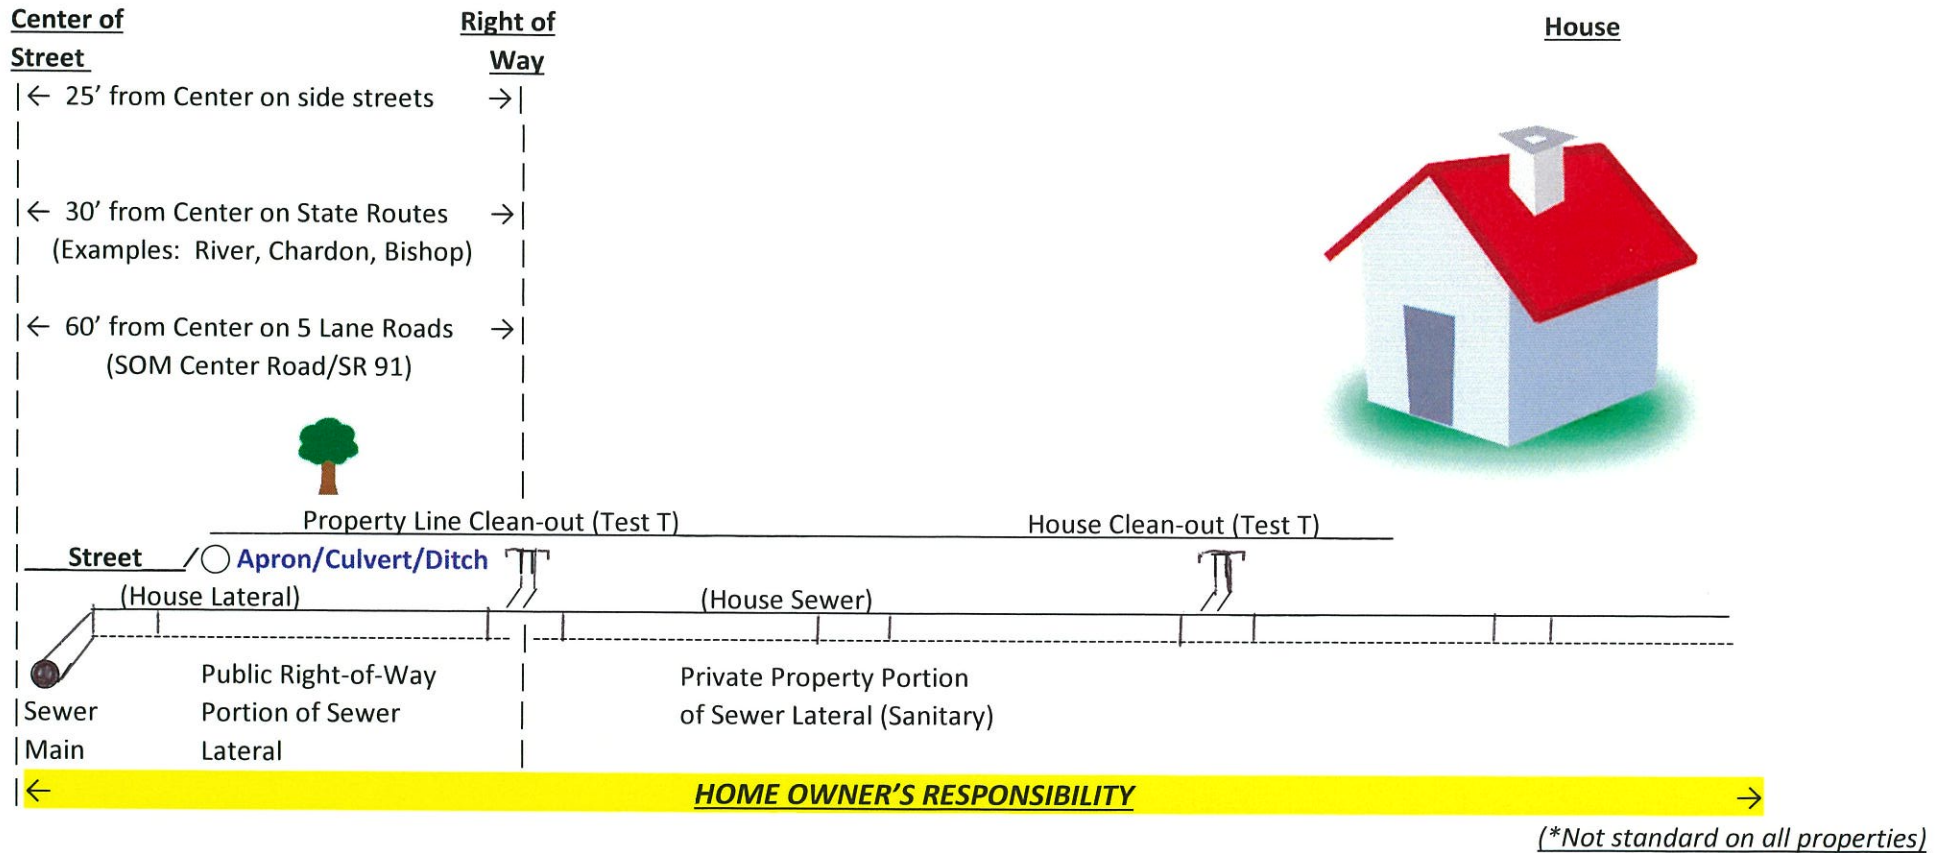 Center of
Street
Right of
Way
House
← 25’ from Center on side streets →
← 30’ from Center on State Routes →
(Examples: River, Chardon, Bishop)
← 60’ from Center on 5 Lane Roads →
(SOM Center Road/SR 91)
Property Line Clean-out (Test T)
House Clean-out (Test T)
Street
Apron/Culvert/Ditch
(House Lateral)
(House Sewer)
Sewer
Main
Public Right-of-Way
Portion of Sewer
Lateral
Private Property Portion
of Sewer Lateral (Sanitary)
← HOME OWNER’S RESPONSIBILITY →
(*Not standard on all properties)